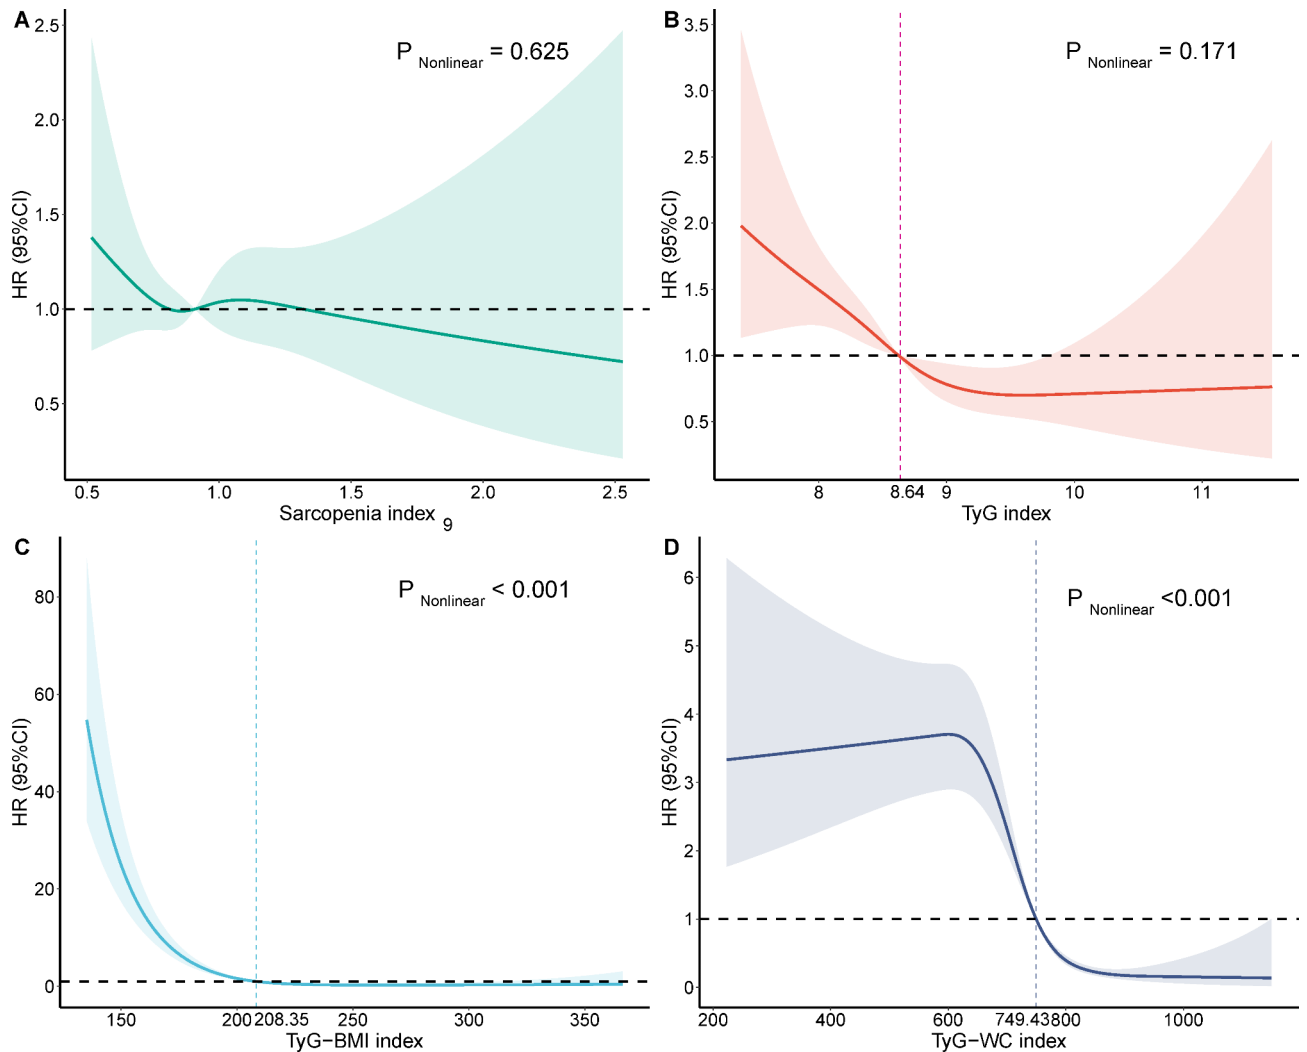 A
P Nonlinear = 0.625
HR (95%CI)
2.5
2.0
1.5
1.0
0.5
0.5 1.0 1.5 2.0 2.5
Sarcopenia index 9
B
P Nonlinear = 0.171
HR (95%CI)
3.5
3.0
2.5
2.0
1.5
1.0
0.5
8 8.64 9 10 11
TyG index
C
P Nonlinear < 0.001
HR (95%CI)
80
60
40
20
0
150 200 208.35 250 300 350
TyG−BMI index
D
P Nonlinear <0.001
HR (95%CI)
6
5
4
3
2
1
0
200 400 600 749.43 800 1000
TyG−WC index